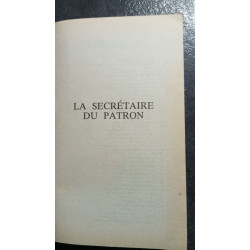 LA SECRÉTAIRE
DU PATRON